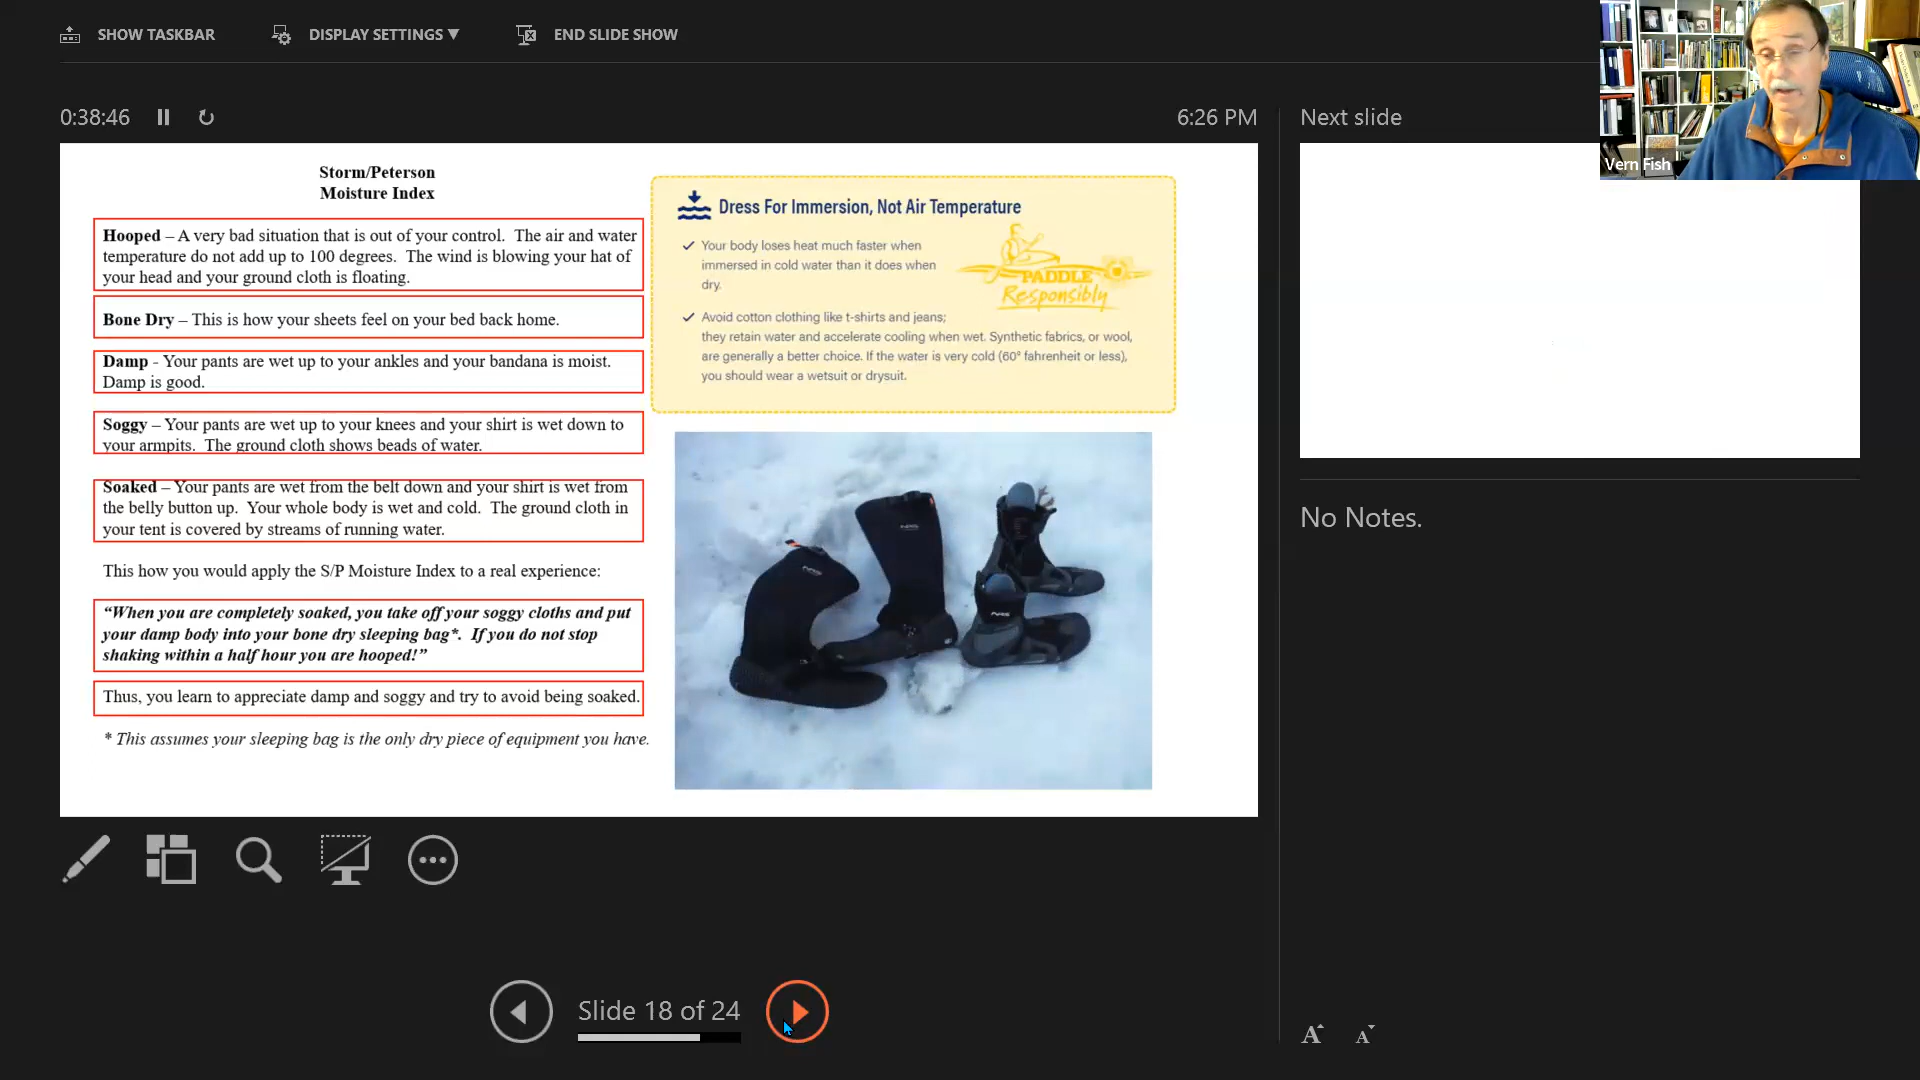 SHOW TASKBAR
DISPLAY SETTINGS ▼
END SLIDE SHOW
0:38:46
6:26 PM
Next slide
Vern Fish
Storm/Peterson
Moisture Index
Hooped – A very bad situation that is out of your control. The air and water
temperature do not add up to 100 degrees. The wind is blowing your hat of
your head and your ground cloth is floating.
Bone Dry – This is how your sheets feel on your bed back home.
Damp - Your pants are wet up to your ankles and your bandana is moist.
Damp is good.
Soggy – Your pants are wet up to your knees and your shirt is wet down to
your armpits. The ground cloth shows beads of water.
Soaked – Your pants are wet from the belt down and your shirt is wet from
the belly button up. Your whole body is wet and cold. The ground cloth in
your tent is covered by streams of running water.
This how you would apply the S/P Moisture Index to a real experience:
“When you are completely soaked, you take off your soggy cloths and put
your damp body into your bone dry sleeping bag*. If you do not stop
shaking within a half hour you are hooped!”
Thus, you learn to appreciate damp and soggy and try to avoid being soaked.
* This assumes your sleeping bag is the only dry piece of equipment you have.
Dress For Immersion, Not Air Temperature
Your body loses heat much faster when
immersed in cold water than it does when
dry.
PADDLE
Responsibly
Avoid cotton clothing like t-shirts and jeans;
they retain water and accelerate cooling when wet. Synthetic fabrics, or wool,
are generally a better choice. If the water is very cold (60° fahrenheit or less),
you should wear a wetsuit or drysuit.
NRS
NRS
NRS
No Notes.
Slide 18 of 24
A
A